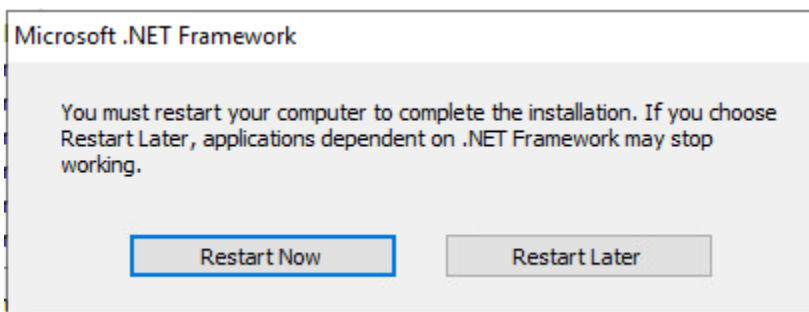 Microsoft .NET Framework
You must restart your computer to complete the installation. If you choose
Restart Later, applications dependent on .NET Framework may stop
working.
Restart Now
Restart Later